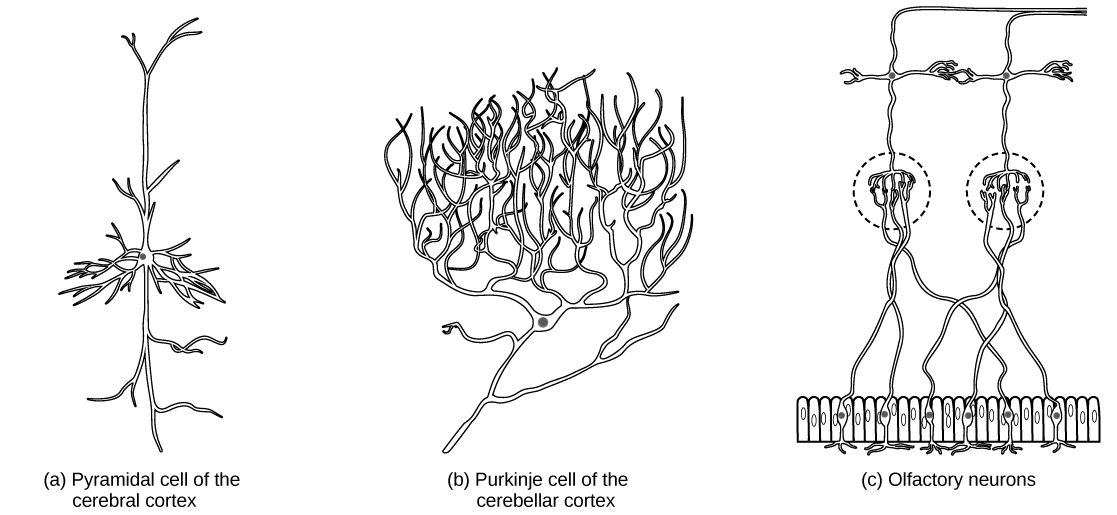 (a) Pyramidal cell of the
cerebral cortex
(b) Purkinje cell of the
cerebellar cortex
(c) Olfactory neurons